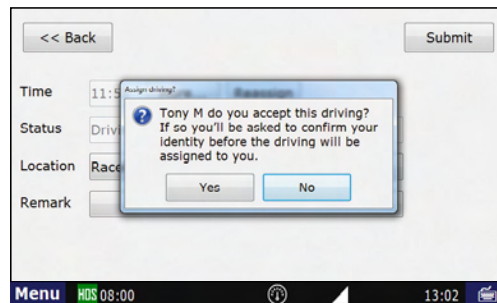 << Back
Submit
Assign driving?
Time 11:5 Reassign
Tony M do you accept this driving?
If so you'll be asked to confirm your
identity before the driving will be
assigned to you.
Status Drivi
Location Race
Yes No
Remark
Menu HOS 08:00 13:02